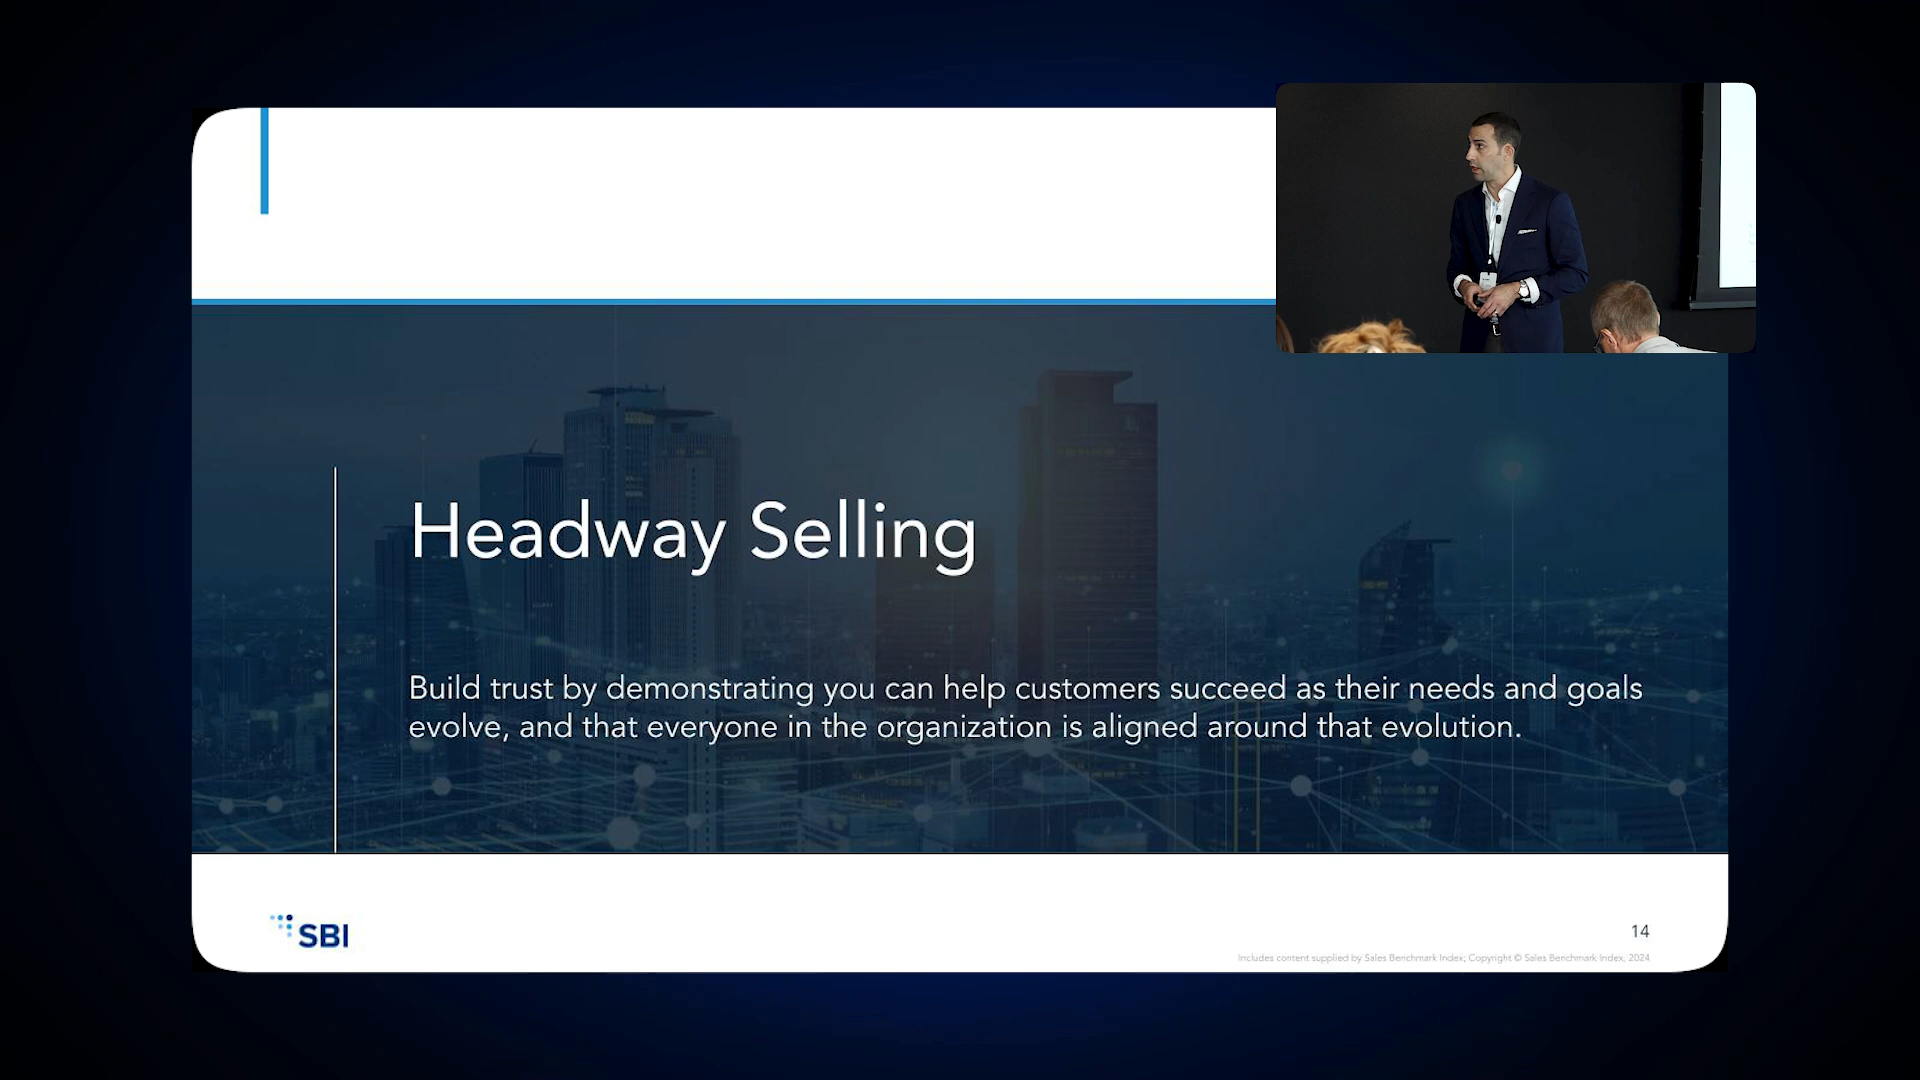 Headway Selling
Build trust by demonstrating you can help customers succeed as their needs and goals
evolve, and that everyone in the organization is aligned around that evolution.
SBI
14
Includes content supplied by Sales Benchmark Index; Copyright © Sales Benchmark Index, 2024